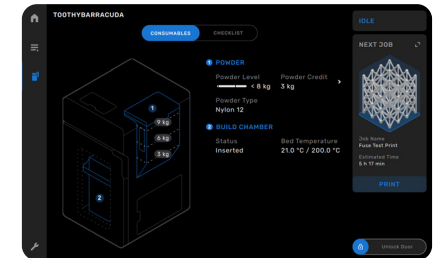 TOOTHYBARRACUDA
CONSUMABLES
CHECKLIST
1
9 kg
6 kg
3 kg
2
1 POWDER
Powder Level
< 8 kg
Powder Credit
3 kg
Powder Type
Nylon 12
2 BUILD CHAMBER
Status
Inserted
Bed Temperature
21.0 °C / 200.0 °C
IDLE
NEXT JOB
Job Name
Fuse Test Print
Estimated Time
5 h 17 min
PRINT
Unlock Door